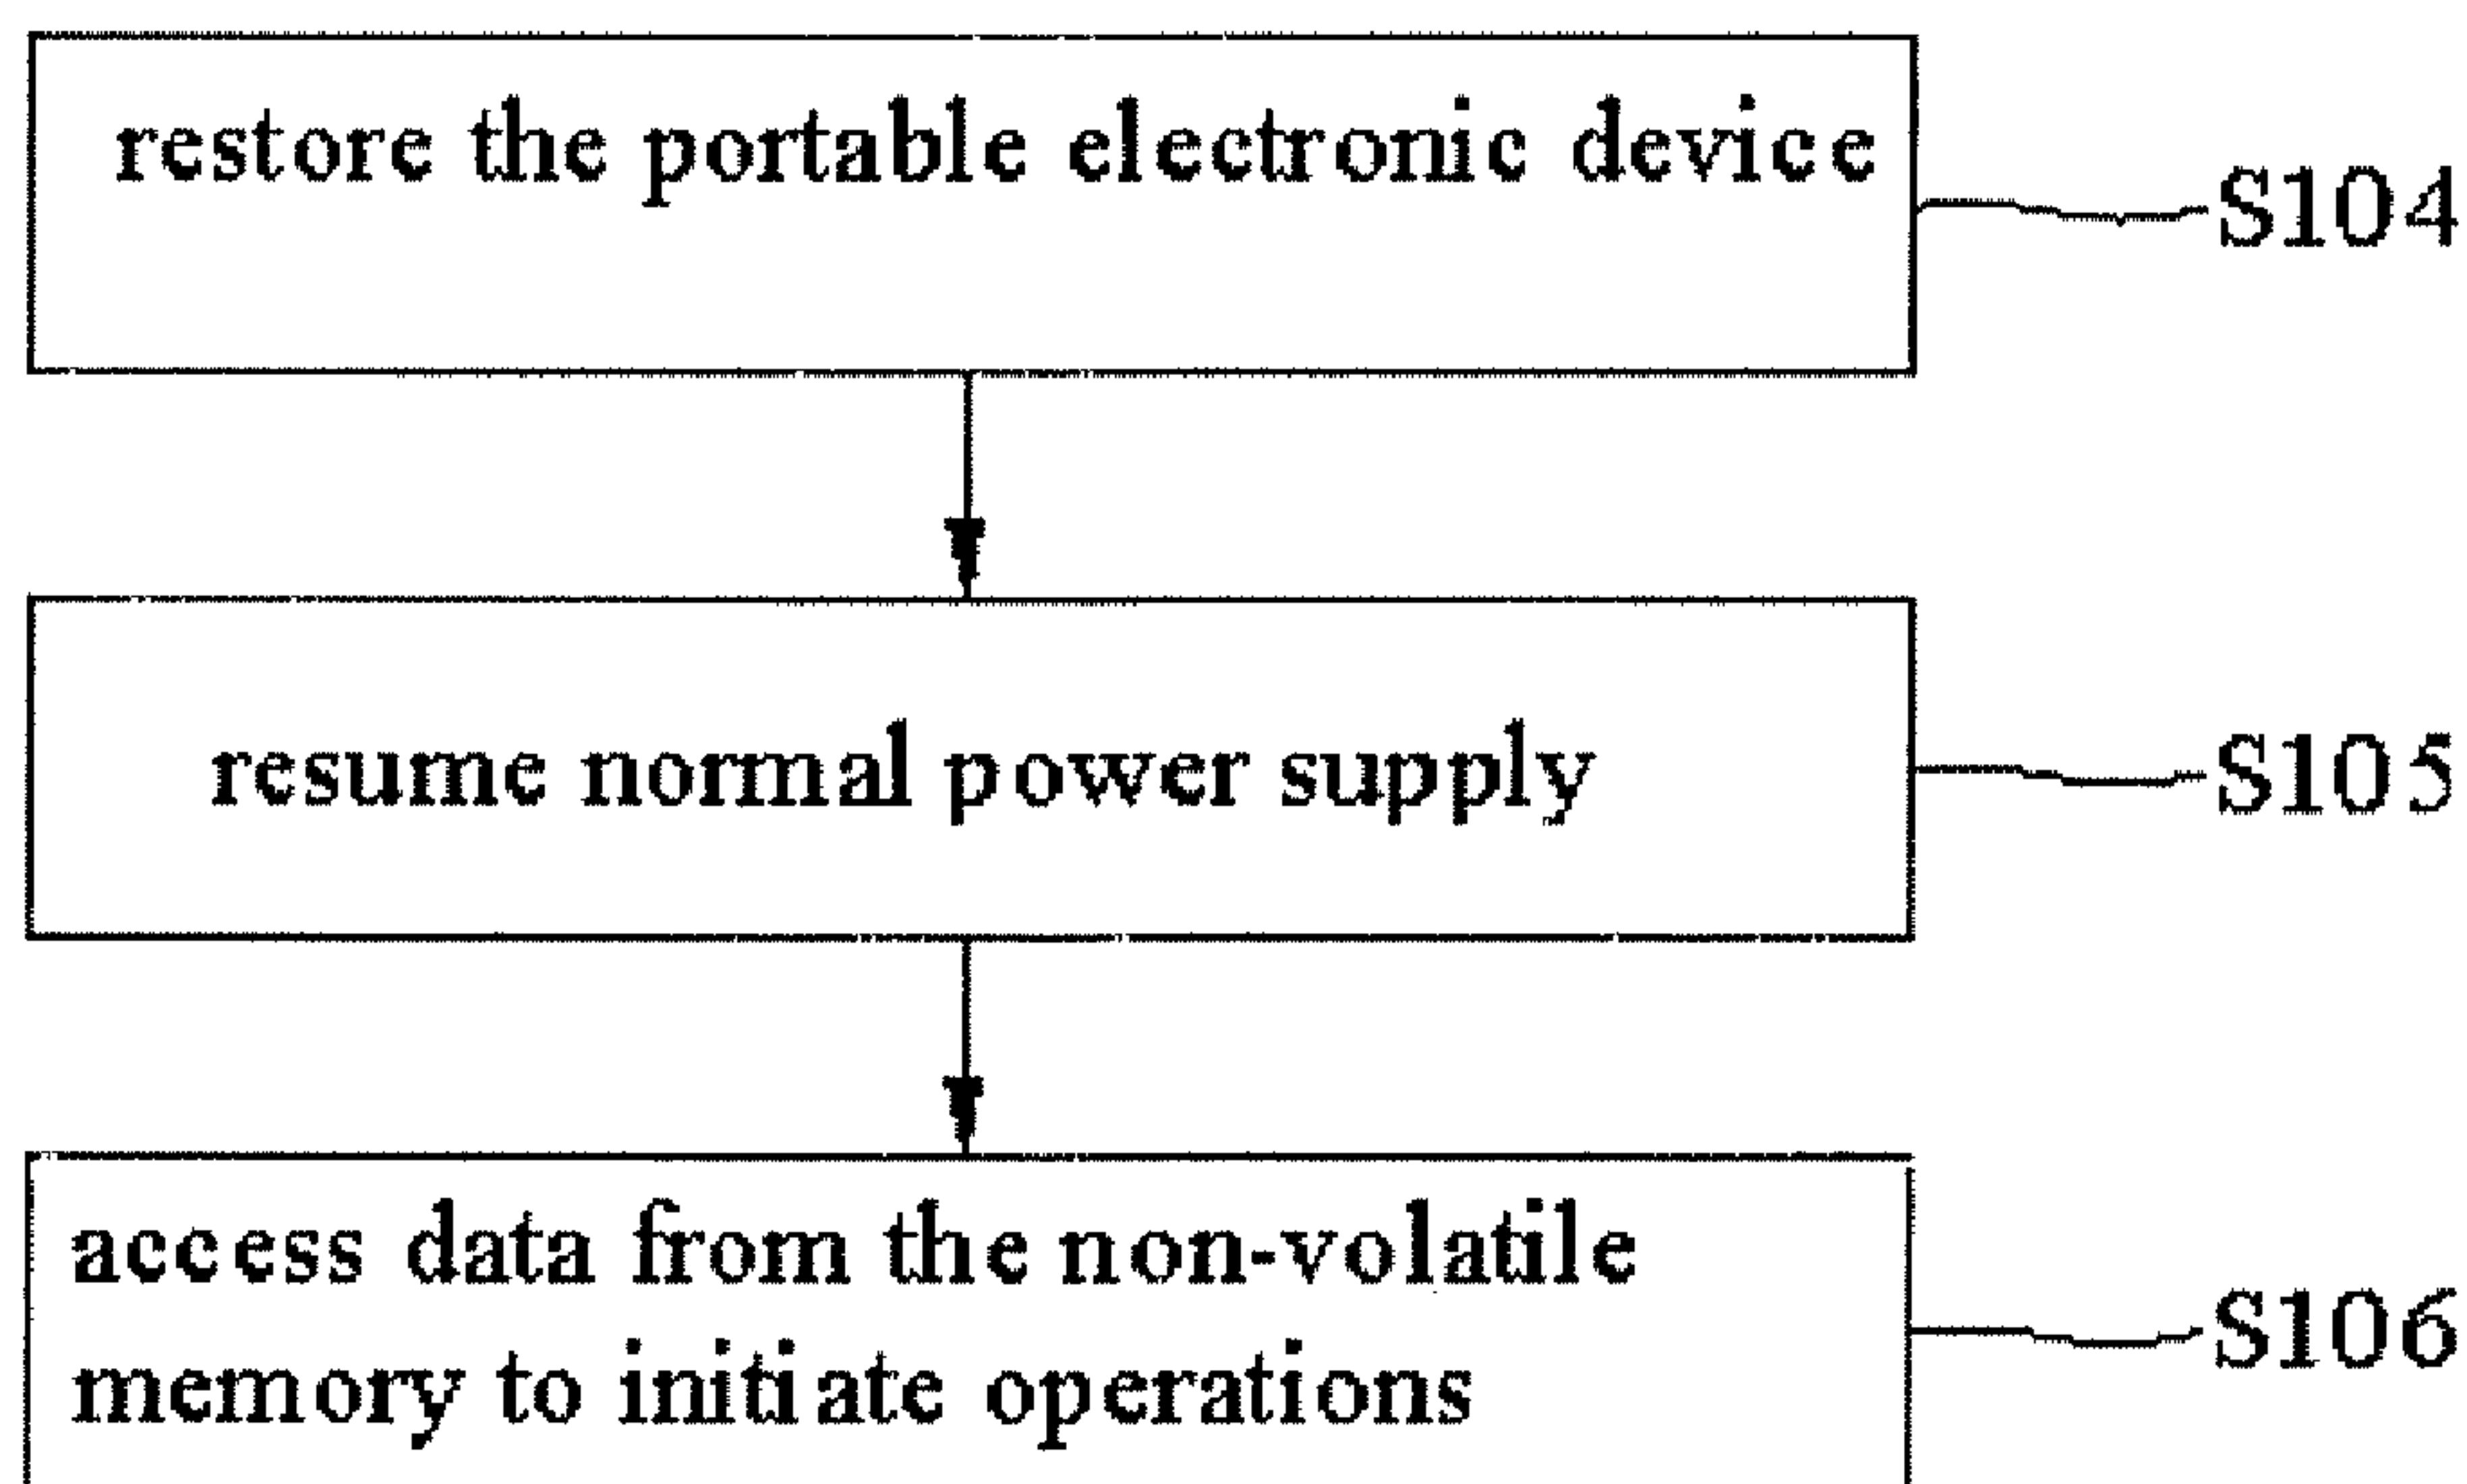 restore the portable electronic device
S104
resume normal power supply
S105
access data from the non-volatile
memory to initiate operations
S106